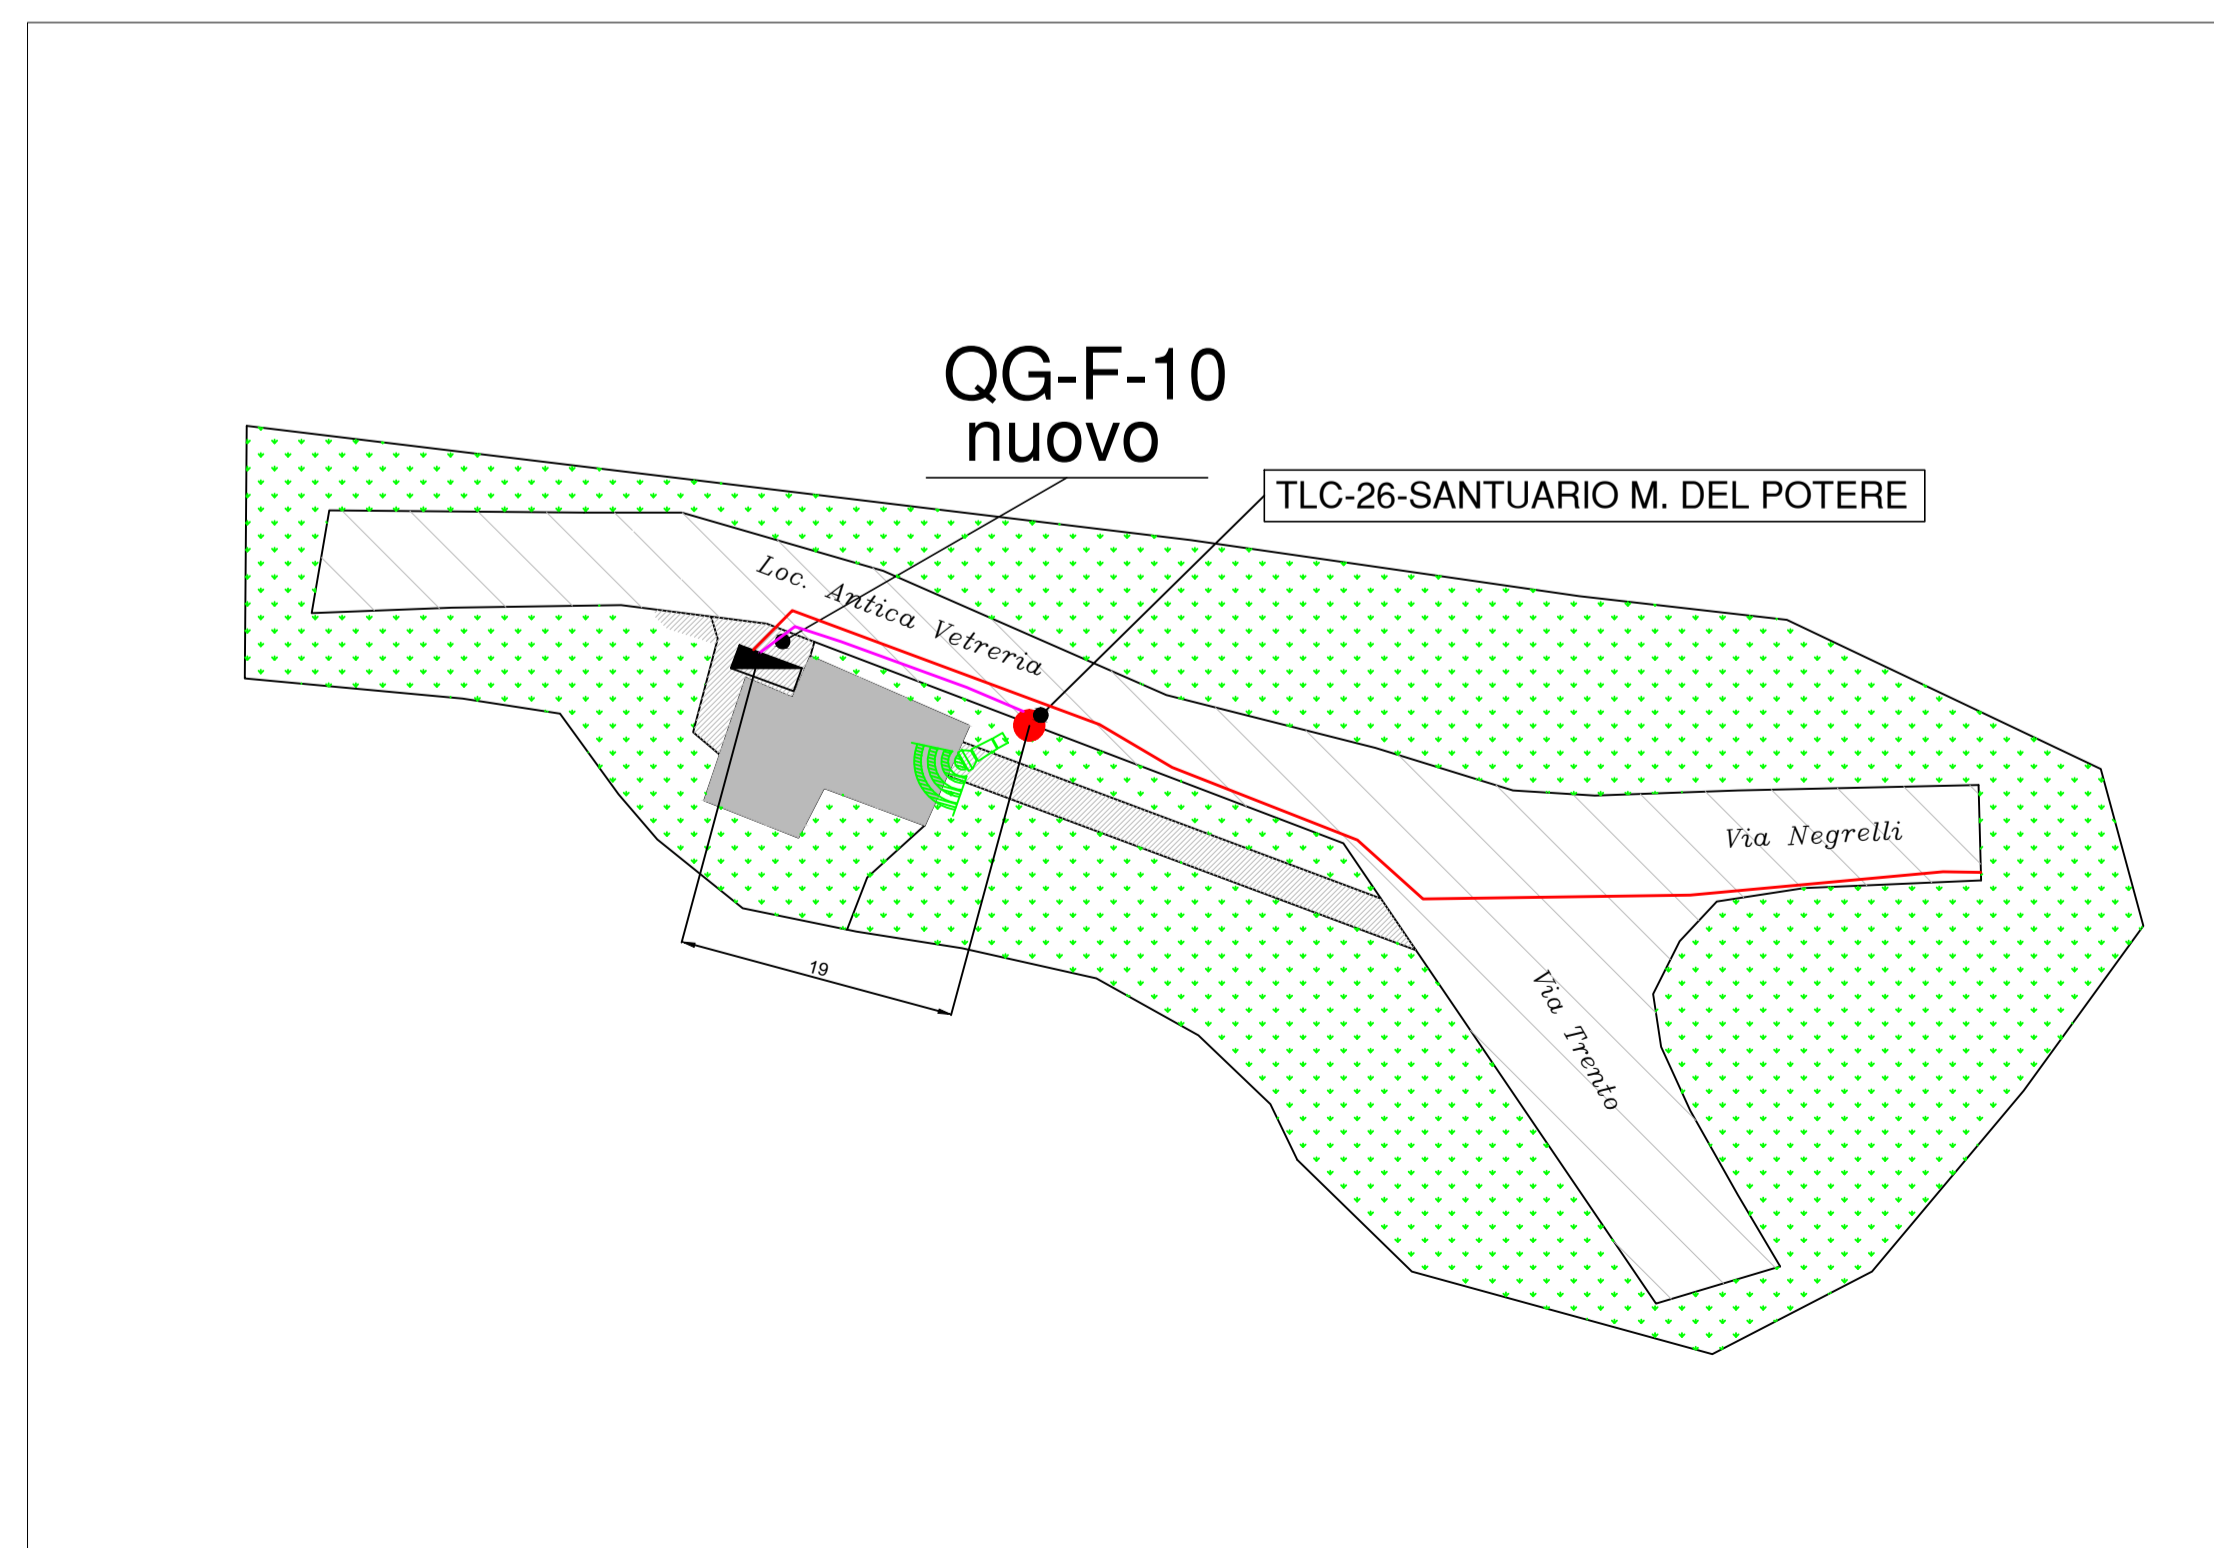 QG-F-10
nuovo
TLC-26-SANTUARIO M. DEL POTERE
Loc. Antica Vetreria
Via Negrelli
19
Via Trento